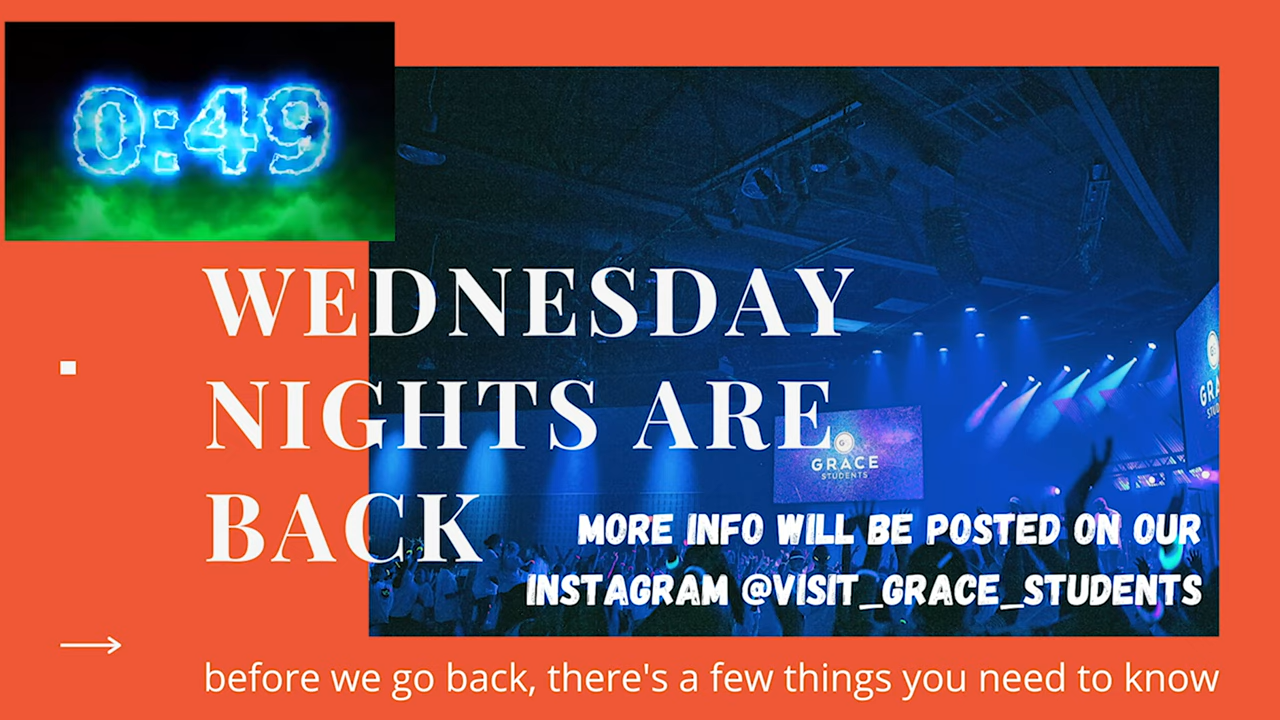 0:49
WEDNESDAY
NIGHTS ARE
BACK
GRACE
STUDENTS
MORE INFO WILL BE POSTED ON OUR
INSTAGRAM @VISIT_GRACE_STUDENTS
before we go back, there's a few things you need to know